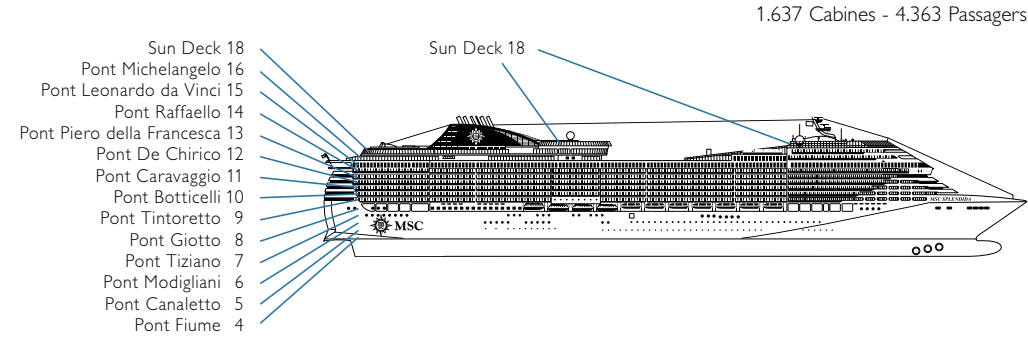 1.637 Cabines - 4.363 Passagers
Sun Deck 18
Sun Deck 18
Pont Michelangelo 16
Pont Leonardo da Vinci 15
Pont Raffaello 14
Pont Piero della Francesca 13
Pont De Chirico 12
Pont Caravaggio 11
Pont Botticelli 10
Pont Tintoretto 9
Pont Giotto 8
Pont Tiziano 7
Pont Modigliani 6
Pont Canaletto 5
Pont Fiume 4
MSC SPLENDIDA
MSC